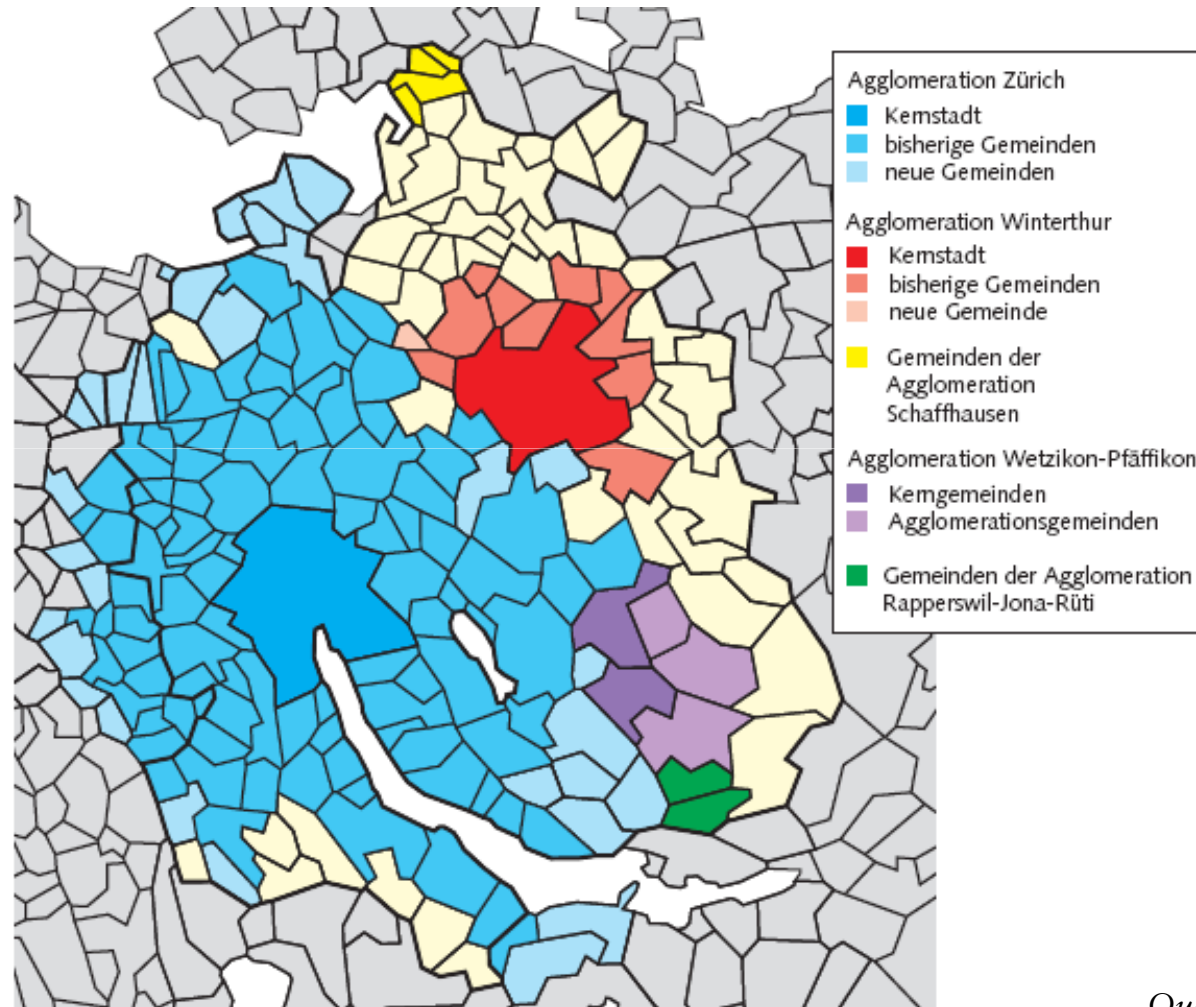 Agglomeration Zürich
Kernstadt
bisherige Gemeinden
neue Gemeinden
Agglomeration Winterthur
Kernstadt
bisherige Gemeinden
neue Gemeinde
Gemeinden der
Agglomeration
Schaffhausen
Agglomeration Wetzikon-Pfäffikon
Kerngemeinden
Agglomerationsgemeinden
Gemeinden der Agglomeration
Rapperswil-Jona-Rüti